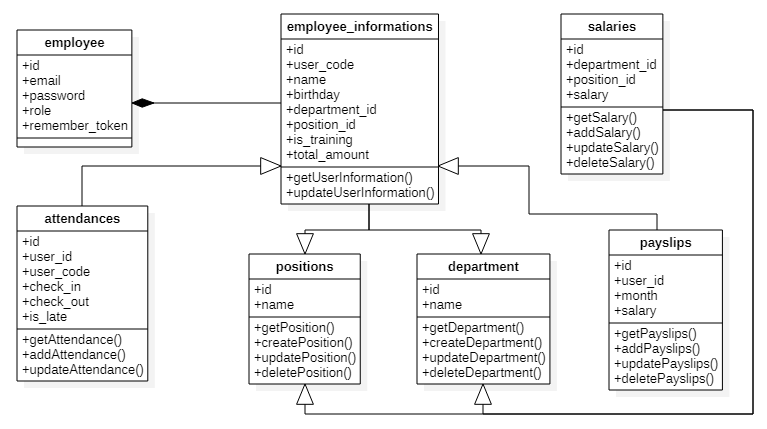 employee
+id
+email
+password
+role
+remember_token
employee_informations
+id
+user_code
+name
+birthday
+department_id
+position_id
+is_training
+total_amount
+getUserInformation()
+updateUserInformation()
salaries
+id
+department_id
+position_id
+salary
+getSalary()
+addSalary()
+updateSalary()
+deleteSalary()
attendances
+id
+user_id
+user_code
+check_in
+check_out
+is_late
+getAttendance()
+addAttendance()
+updateAttendance()
positions
+id
+name
+getPosition()
+createPosition()
+updatePosition()
+deletePosition()
department
+id
+name
+getDepartment()
+createDepartment()
+updateDepartment()
+deleteDepartment()
payslips
+id
+user_id
+month
+salary
+getPayslips()
+addPayslips()
+updatePayslips()
+deletePayslips()